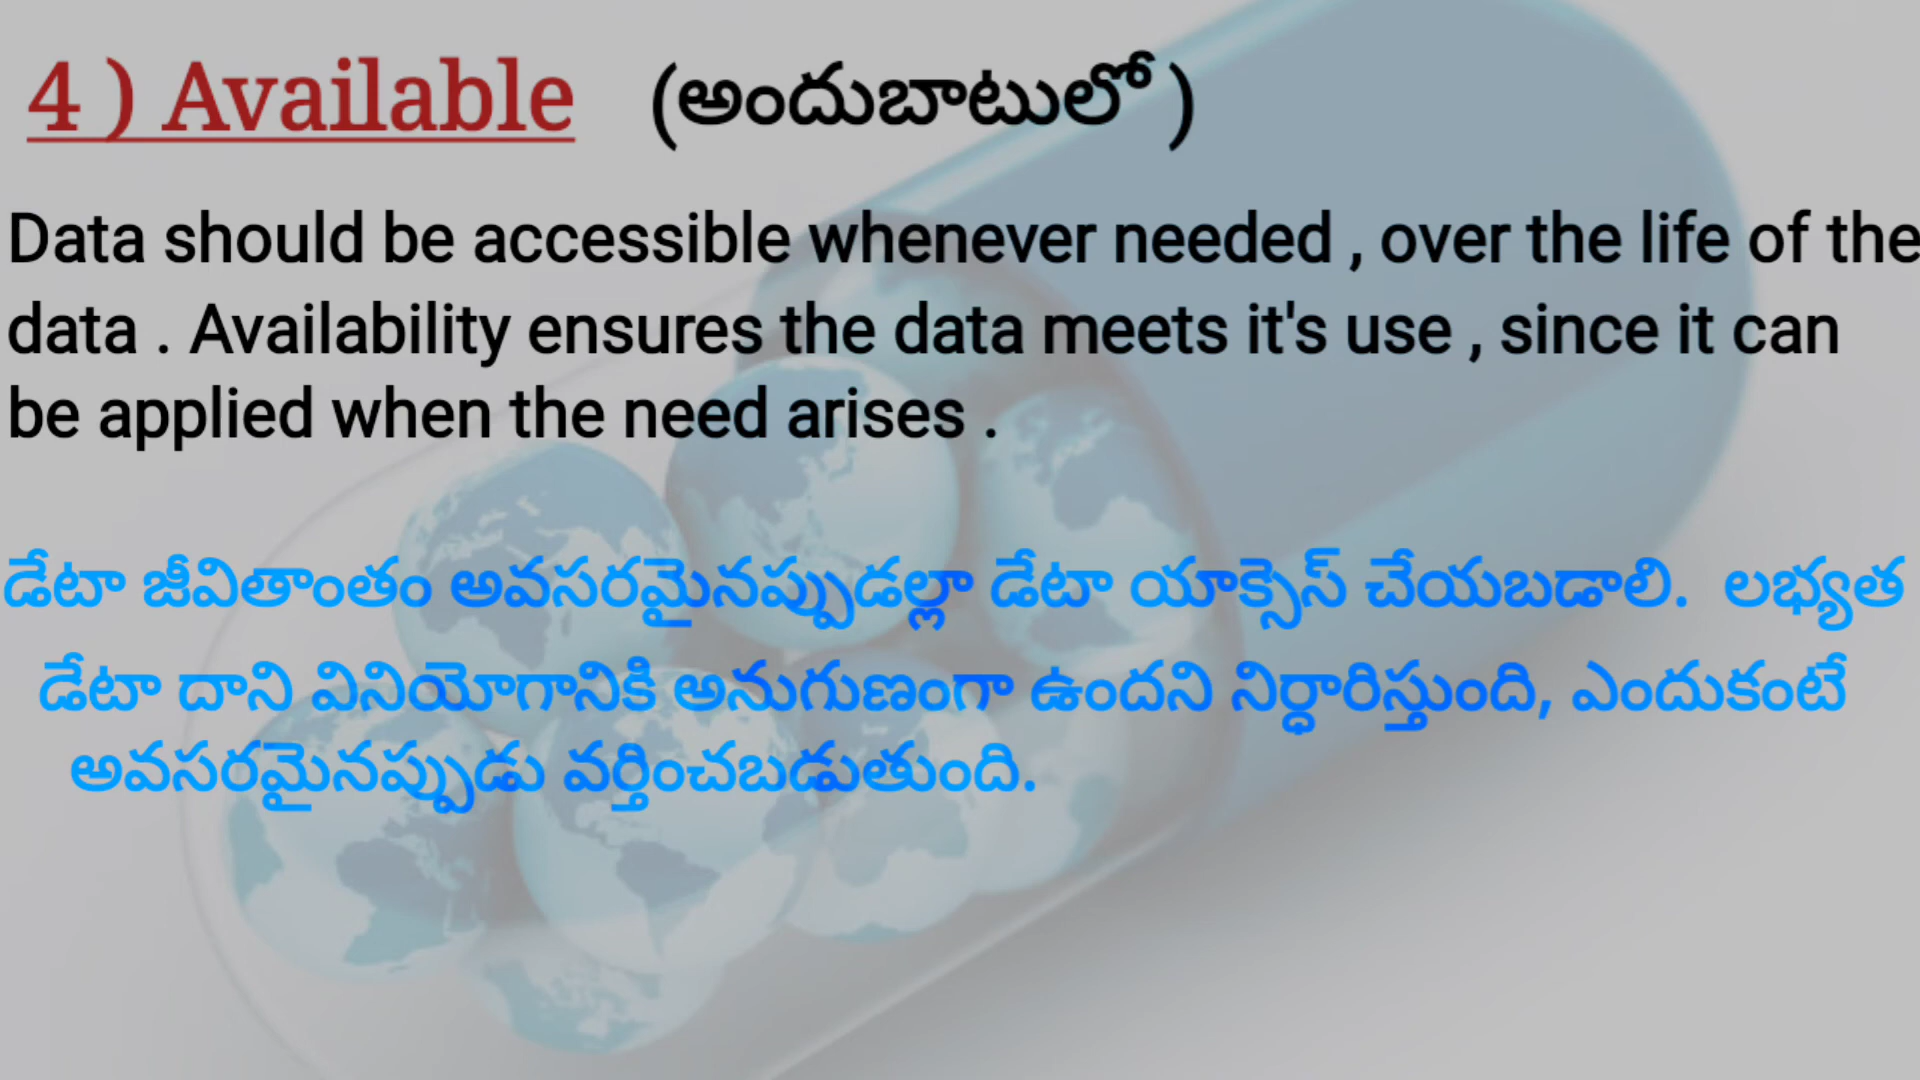 4 ) Available (అందుబాటులో )
Data should be accessible whenever needed , over the life of the
data . Availability ensures the data meets it's use , since it can
be applied when the need arises .
డేటా జీవితాంతం అవసరమైనప్పుడల్లా డేటా యాక్సెస్ చేయబడాలి. లభ్యత
డేటా దాని వినియోగానికి అనుగుణంగా ఉందని నిర్ధారిస్తుంది, ఎందుకంటే
అవసరమైనప్పుడు వర్తించబడుతుంది.